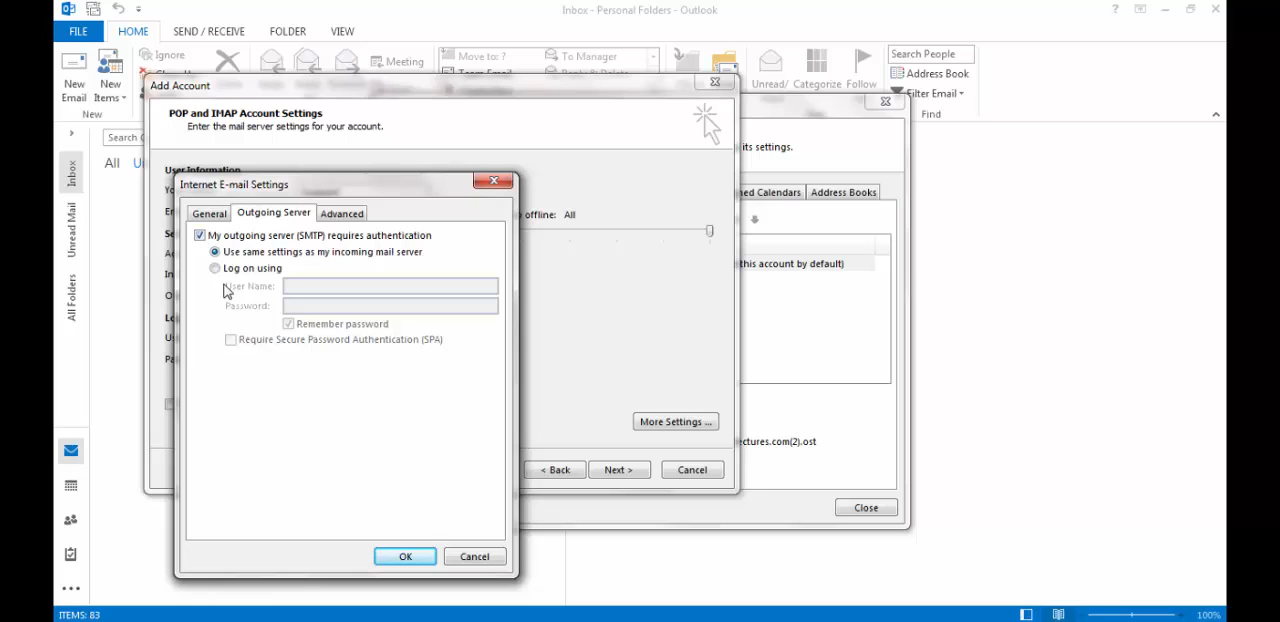 Inbox - Personal Folders - Outlook
FILE HOME SEND / RECEIVE FOLDER VIEW
Ignore
Meeting
Move to: ?
To Manager
Team Email
Search People
Address Book
Filter Email
New Email
New Items
Unread/ Categorize Follow
New
Find
Add Account
POP and IMAP Account Settings
Enter the mail server settings for your account.
its settings.
Search
All
Inbox
Unread Mail
All Folders
User Information
Calendars
Address Books
offline: All
this account by default)
Internet E-mail Settings
General
Outgoing Server
Advanced
My outgoing server (SMTP) requires authentication
Use same settings as my incoming mail server
Log on using
User Name:
Password:
Remember password
Require Secure Password Authentication (SPA)
More Settings ...
ectures.com(2).ost
< Back
Next >
Cancel
Close
OK
Cancel
ITEMS: 83
100%